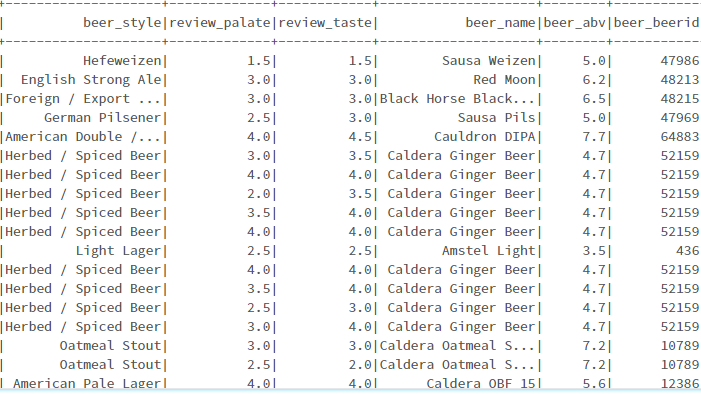 +--------------------+-------------+------------+--------------------+--------+-----------+
|          beer_style|review_palate|review_taste|           beer_name|beer_abv|beer_beerid|
+--------------------+-------------+------------+--------------------+--------+-----------+
|          Hefeweizen|          1.5|         1.5|        Sausa Weizen|     5.0|      47986
|  English Strong Ale|          3.0|         3.0|            Red Moon|     6.2|      48213
|Foreign / Export ...|          3.0|         3.0|Black Horse Black...|     6.5|      48215
|     German Pilsener|          2.5|         3.0|          Sausa Pils|     5.0|      47969
|American Double /...|          4.0|         4.5|       Cauldron DIPA|     7.7|      64883
|Herbed / Spiced Beer|          3.0|         3.5| Caldera Ginger Beer|     4.7|      52159
|Herbed / Spiced Beer|          4.0|         4.0| Caldera Ginger Beer|     4.7|      52159
|Herbed / Spiced Beer|          2.0|         3.5| Caldera Ginger Beer|     4.7|      52159
|Herbed / Spiced Beer|          3.5|         4.0| Caldera Ginger Beer|     4.7|      52159
|Herbed / Spiced Beer|          4.0|         4.0| Caldera Ginger Beer|     4.7|      52159
|         Light Lager|          2.5|         2.5|        Amstel Light|     3.5|        436
|Herbed / Spiced Beer|          4.0|         4.0| Caldera Ginger Beer|     4.7|      52159
|Herbed / Spiced Beer|          3.5|         4.0| Caldera Ginger Beer|     4.7|      52159
|Herbed / Spiced Beer|          2.5|         3.0| Caldera Ginger Beer|     4.7|      52159
|Herbed / Spiced Beer|          3.0|         4.0| Caldera Ginger Beer|     4.7|      52159
|       Oatmeal Stout|          3.0|         3.0|Caldera Oatmeal S...|     7.2|      10789
|       Oatmeal Stout|          2.5|         2.0|Caldera Oatmeal S...|     7.2|      10789
| American Pale Lager|          4.0|         4.0|      Caldera OBF 15|     5.6|      12386